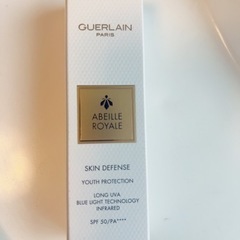 GUERLAIN
PARIS
ABEILLE
ROYALE
SKIN DEFENSE
YOUTH PROTECTION
LONG UVA
BLUE LIGHT TECHNOLOGY
INFRARED
SPF 50/PA++++